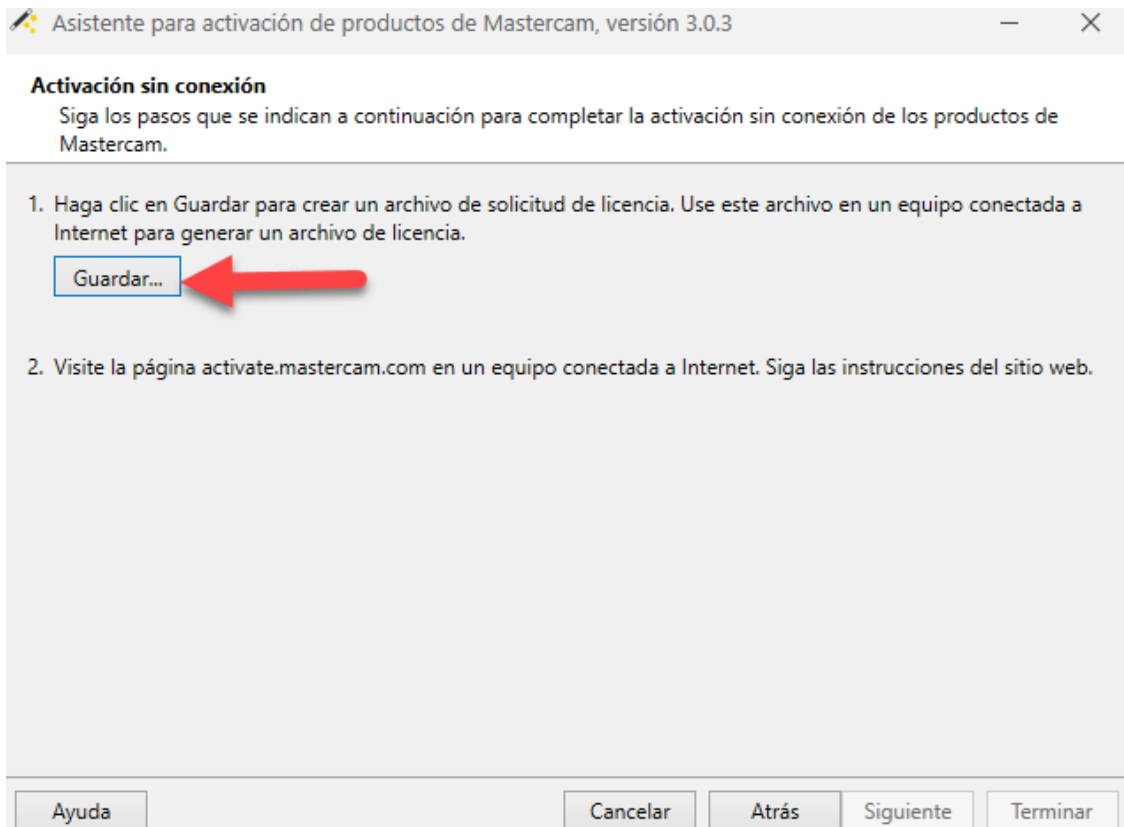 Asistente para activación de productos de Mastercam, versión 3.0.3
Activación sin conexión
Siga los pasos que se indican a continuación para completar la activación sin conexión de los productos de
Mastercam.
1. Haga clic en Guardar para crear un archivo de solicitud de licencia. Use este archivo en un equipo conectada a
Internet para generar un archivo de licencia.
Guardar...
2. Visite la página activate.mastercam.com en un equipo conectada a Internet. Siga las instrucciones del sitio web.
Ayuda Cancelar Atrás Siguiente Terminar